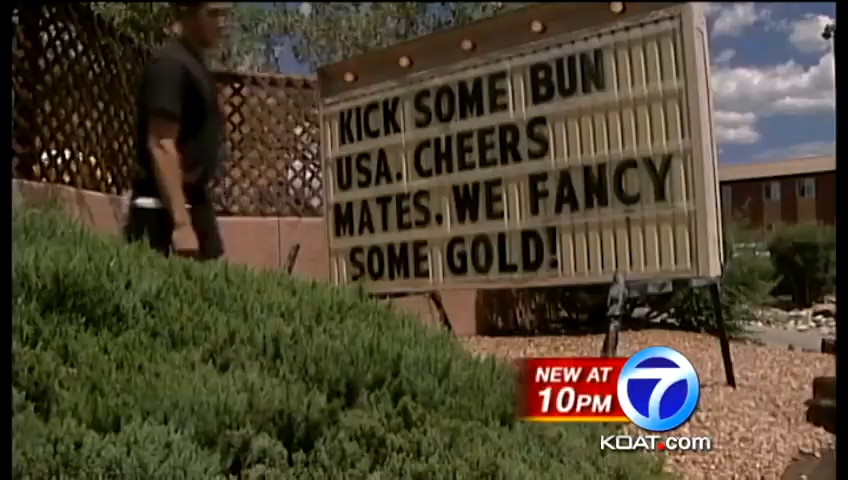 KICK SOME BUN
USA. CHEERS
MATES. WE FANCY
SOME GOLD!
NEW AT
10PM
7
KOAT.com